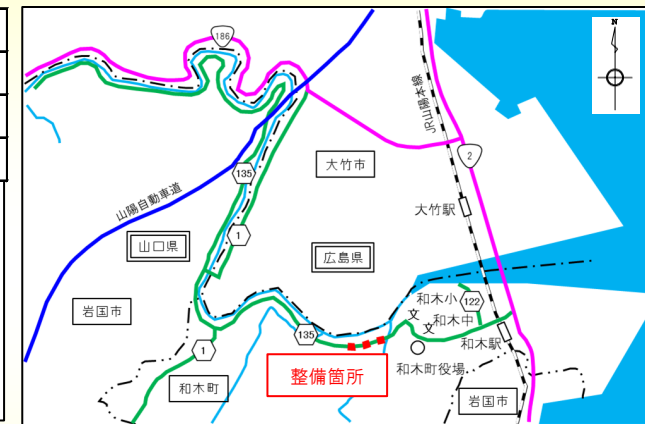 186
N
JR山陽本線
2
大竹市
135
大竹駅
山陽自動車道
1
山口県
広島県
和木小
122
岩国市
文
和木中
文
135
和木駅
1
整備箇所
和木町役場
和木町
岩国市